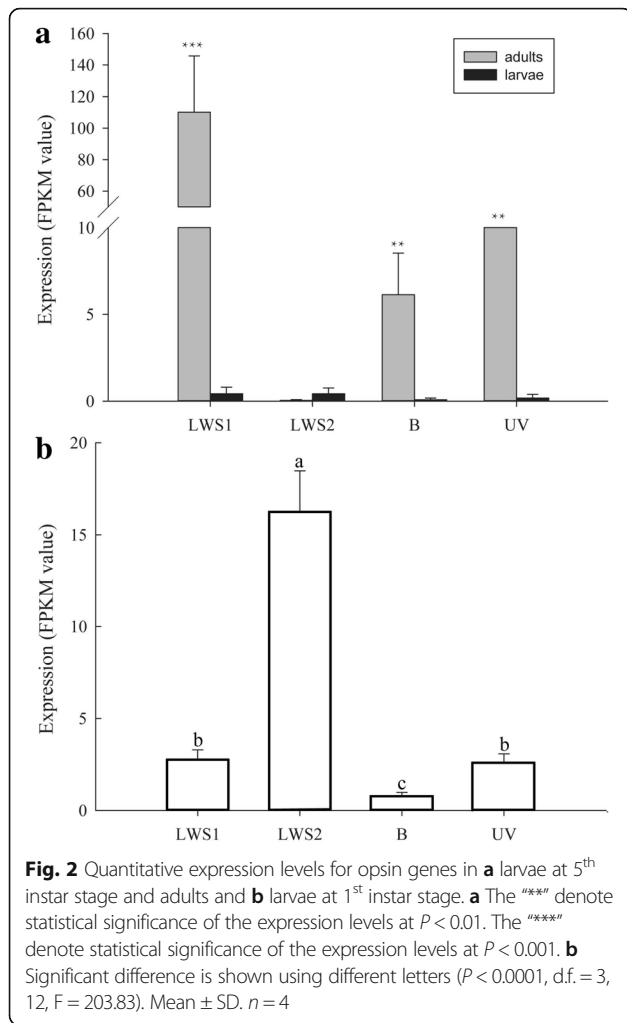 a
160
140
120
100
80
60
10
5
0
Expression (FPKM value)
***
**
**
adults
larvae
LWS1 LWS2 B UV
b
20
15
10
5
0
Expression (FPKM value)
a
b
c
b
LWS1 LWS2 B UV
Fig. 2 Quantitative expression levels for opsin genes in a larvae at 5th
instar stage and adults and b larvae at 1st instar stage. a The “**” denote
statistical significance of the expression levels at P < 0.01. The “***”
denote statistical significance of the expression levels at P < 0.001. b
Significant difference is shown using different letters (P < 0.0001, d.f. = 3,
12, F = 203.83). Mean ± SD. n = 4